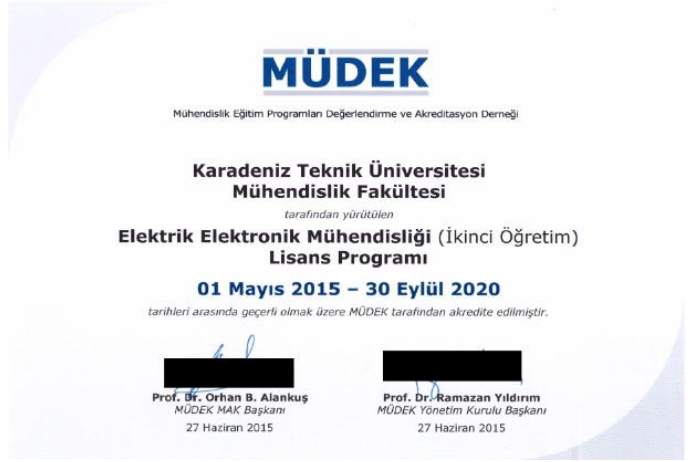 MÜDEK
Mühendislik Eğitim Programları Değerlendirme ve Akreditasyon Derneği
Karadeniz Teknik Üniversitesi
Mühendislik Fakültesi
tarafından yürütülen
Elektrik Elektronik Mühendisliği (İkinci Öğretim)
Lisans Programı
01 Mayıs 2015 – 30 Eylül 2020
tarihleri arasında geçerli olmak üzere MÜDEK tarafından akredite edilmiştir.
Prof. Dr. Orhan B. Alankuş
MÜDEK MAK Başkanı
27 Haziran 2015
Prof. Dr. Ramazan Yıldırım
MÜDEK Yönetim Kurulu Başkanı
27 Haziran 2015